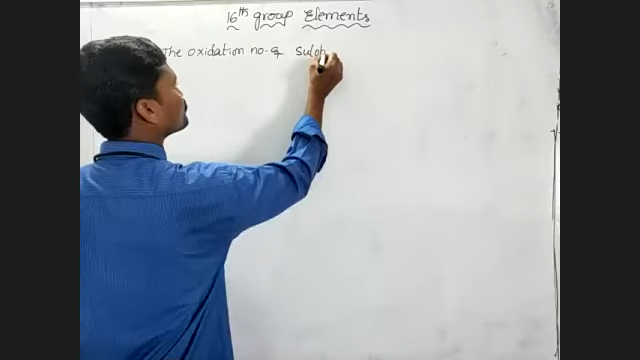 16th group Elements
The oxidation no. of sulph